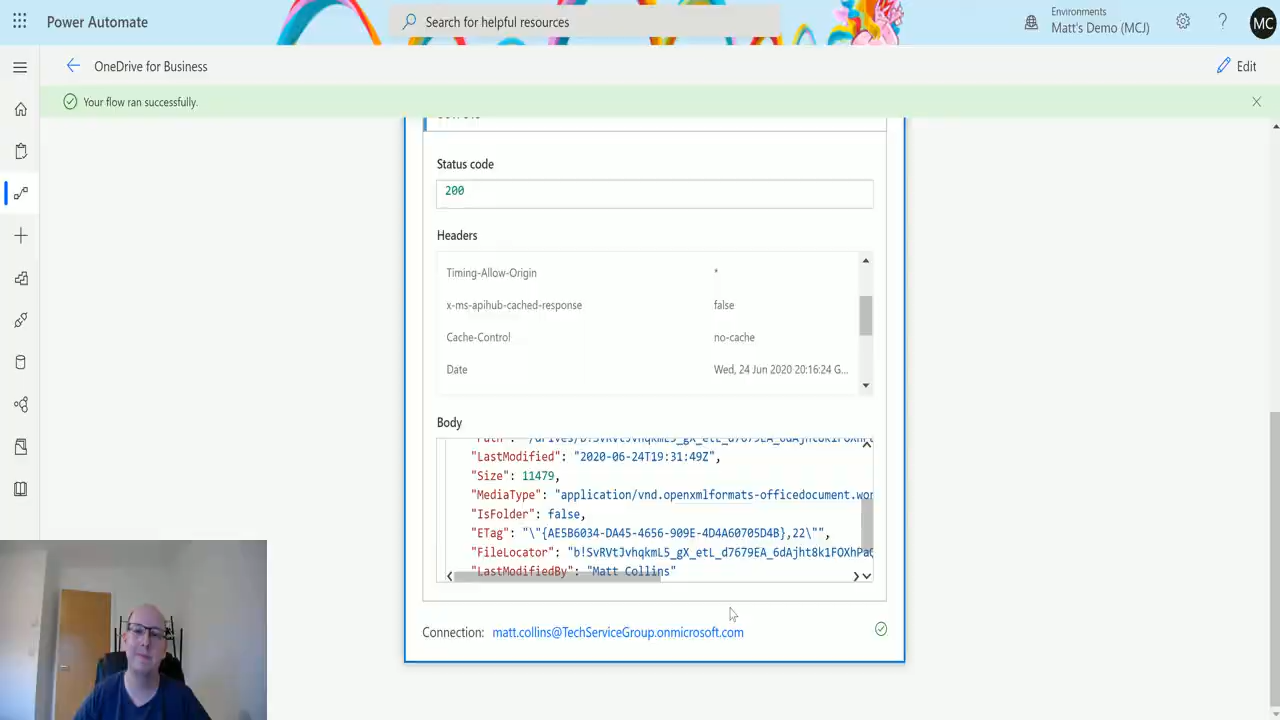 Power Automate
Search for helpful resources
Environments
Matt's Demo (MCJ)
MC
OneDrive for Business
Edit
Your flow ran successfully.
Status code
200
Headers
Timing-Allow-Origin *
x-ms-apihub-cached-response false
Cache-Control no-cache
Date Wed, 24 Jun 2020 20:16:24 G...
Body
"LastModified": "2020-06-24T19:31:49Z",
"Size": 11479,
"MediaType": "application/vnd.openxmlformats-officedocument.wor
"IsFolder": false,
"ETag": "\"{AE5B6034-DA45-4656-909E-4D4A60705D4B},22\"",
"FileLocator": "b!SvRVtJvhqkmL5_gX_etL_d7679EA_6dAjht8k1FOXhPaC
"LastModifiedBy": "Matt Collins"
Connection: matt.collins@TechServiceGroup.onmicrosoft.com